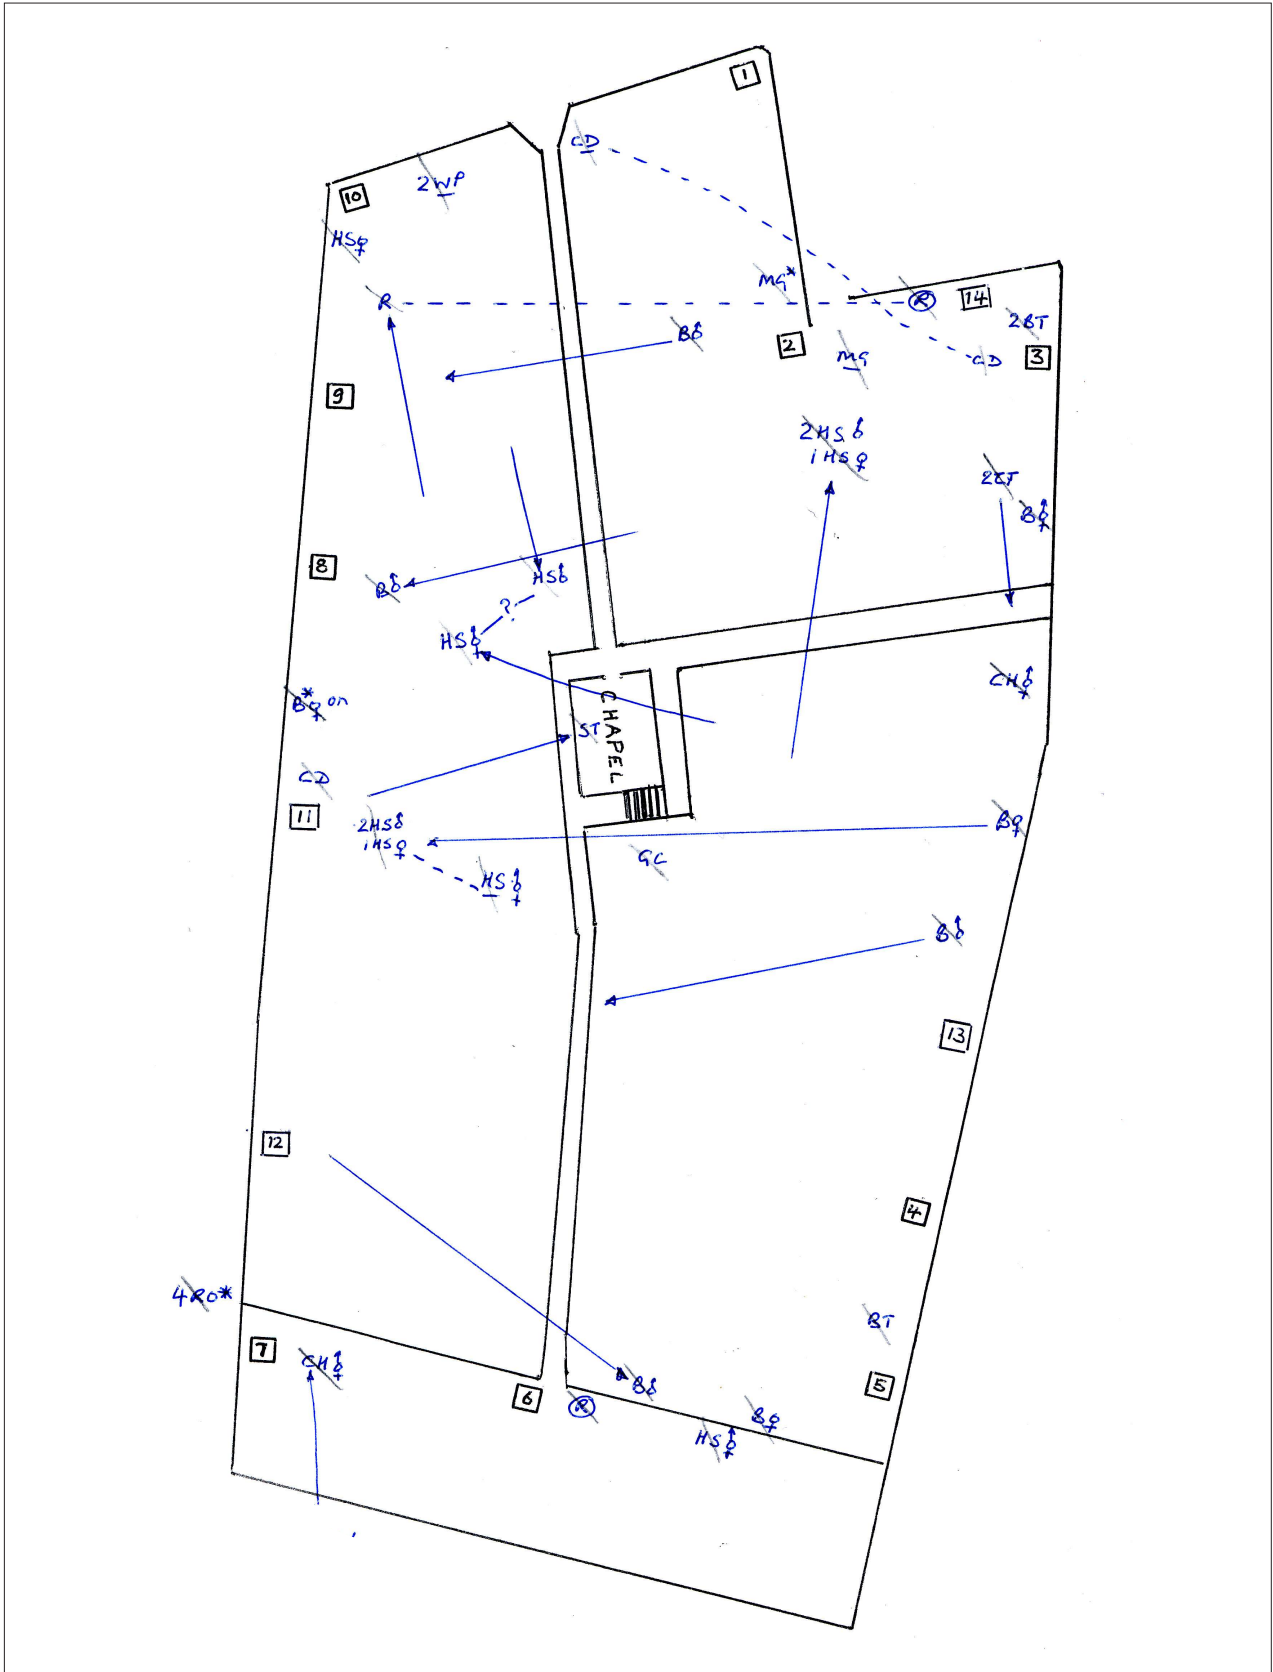 1
CD
2WP
10
HS♀
MG*
R
R
14
B♂
2BT
2
MG
CD
3
9
2HS♂
1HS♀
2CT
B♂♀
8
HS♂
B♂
?
HS♂♀
CH♂♀
B*♀ on
CHAPEL
ST
CD
11
2HS♂
1HS♀
B♀
GC
HS♂♀
B♂
13
12
4
4RO*
BT
7
CH♂♀
B♂
5
6
R
B♀
HS♂♀